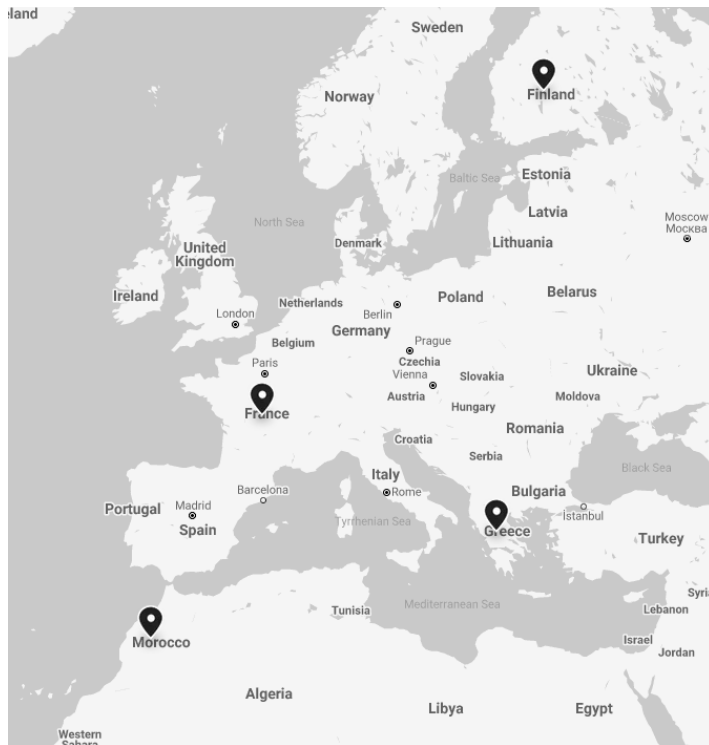 eland
Sweden
Norway
Finland
Estonia
Baltic Sea
Latvia
Moscow
Москва
North Sea
Denmark
Lithuania
United
Kingdom
Ireland
Netherlands
Poland
Belarus
London
Berlin
Germany
Belgium
Prague
Czechia
Paris
Vienna
Slovakia
Ukraine
Austria
Moldova
Hungary
France
Romania
Croatia
Serbia
Black Sea
Italy
Barcelona
Rome
Bulgaria
Portugal
Madrid
Spain
Tyrrhenian Sea
İstanbul
Greece
Turkey
Syri
Tunisia
Mediterranean Sea
Lebanon
Morocco
Israel
Jordan
Algeria
Libya
Egypt
Western
Sahara